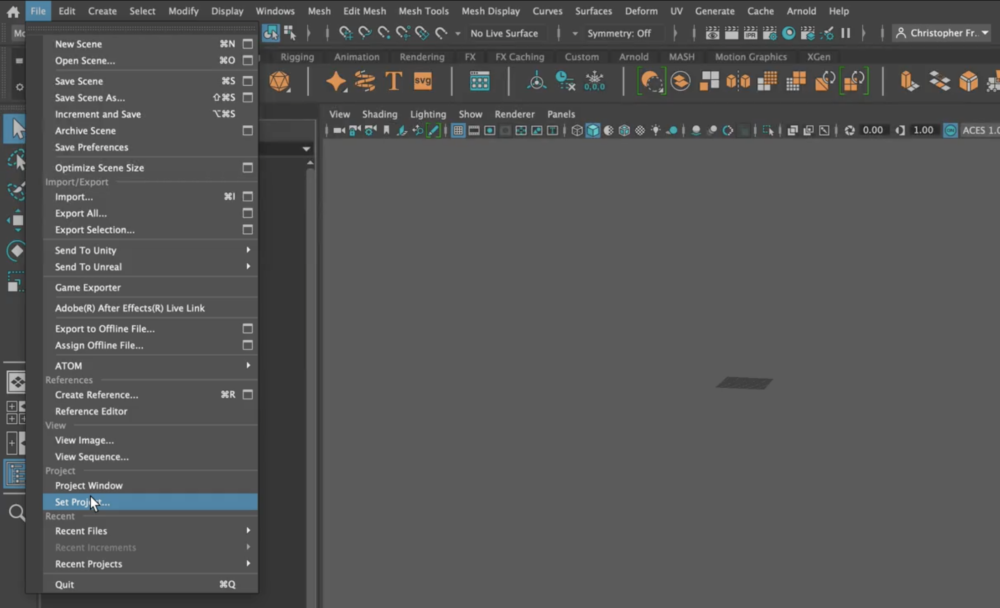 File Edit Create Select Modify Display Windows Mesh Edit Mesh Mesh Tools Mesh Display Curves Surfaces Deform UV Generate Cache Arnold Help
No Live Surface Symmetry: Off IPR Christopher Fr..
Rigging Animation Rendering FX FX Caching Custom Arnold MASH Motion Graphics XGen
T svg 0,0,0
View Shading Lighting Show Renderer Panels
0.00 1.00 ON ACES 1.0
New Scene ⌘N
Open Scene... ⌘O
Save Scene ⌘S
Save Scene As... ⇧⌘S
Increment and Save ⌥⌘S
Archive Scene
Save Preferences
Optimize Scene Size
Import/Export
Import... ⌘I
Export All...
Export Selection...
Send To Unity
Send To Unreal
Game Exporter
Adobe(R) After Effects(R) Live Link
Export to Offline File...
Assign Offline File...
ATOM
References
Create Reference... ⌘R
Reference Editor
View
View Image...
View Sequence...
Project
Project Window
Set Project...
Recent
Recent Files
Recent Increments
Recent Projects
Quit ⌘Q